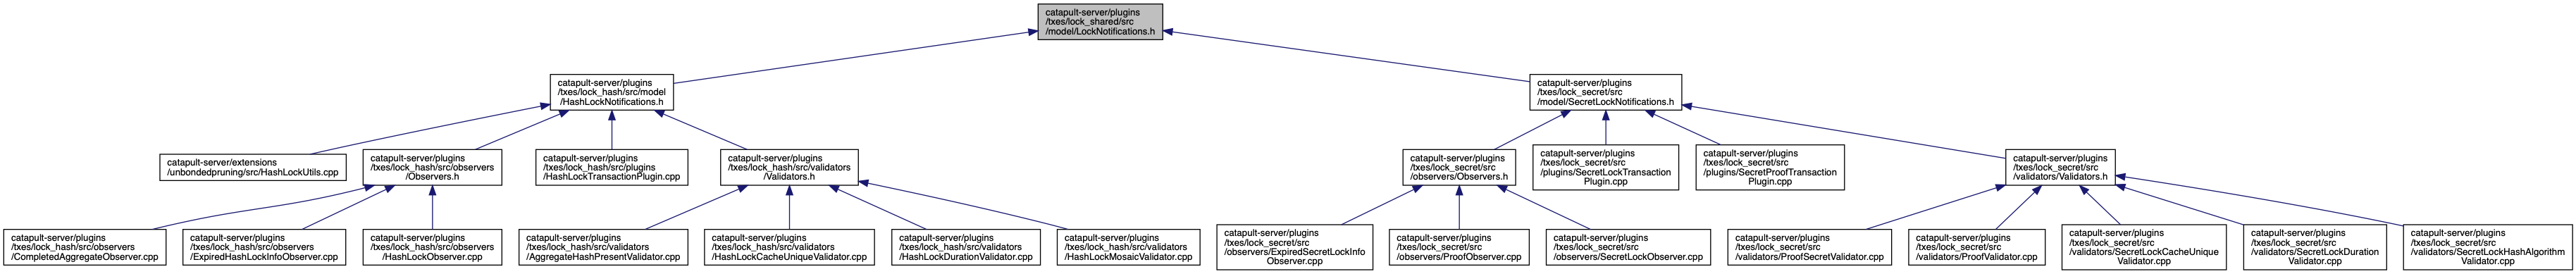 catapult-server/plugins
/txes/lock_shared/src
/model/LockNotifications.h
catapult-server/plugins
/txes/lock_hash/src/model
/HashLockNotifications.h
catapult-server/plugins
/txes/lock_secret/src
/model/SecretLockNotifications.h
catapult-server/extensions
/unbondedpruning/src/HashLockUtils.cpp
catapult-server/plugins
/txes/lock_hash/src/observers
/Observers.h
catapult-server/plugins
/txes/lock_hash/src/plugins
/HashLockTransactionPlugin.cpp
catapult-server/plugins
/txes/lock_hash/src/validators
/Validators.h
catapult-server/plugins
/txes/lock_secret/src
/observers/Observers.h
catapult-server/plugins
/txes/lock_secret/src
/plugins/SecretLockTransaction
Plugin.cpp
catapult-server/plugins
/txes/lock_secret/src
/plugins/SecretProofTransaction
Plugin.cpp
catapult-server/plugins
/txes/lock_secret/src
/validators/Validators.h
catapult-server/plugins
/txes/lock_hash/src/observers
/CompletedAggregateObserver.cpp
catapult-server/plugins
/txes/lock_hash/src/observers
/ExpiredHashLockInfoObserver.cpp
catapult-server/plugins
/txes/lock_hash/src/observers
/HashLockObserver.cpp
catapult-server/plugins
/txes/lock_hash/src/validators
/AggregateHashPresentValidator.cpp
catapult-server/plugins
/txes/lock_hash/src/validators
/HashLockCacheUniqueValidator.cpp
catapult-server/plugins
/txes/lock_hash/src/validators
/HashLockDurationValidator.cpp
catapult-server/plugins
/txes/lock_hash/src/validators
/HashLockMosaicValidator.cpp
catapult-server/plugins
/txes/lock_secret/src
/observers/ExpiredSecretLockInfo
Observer.cpp
catapult-server/plugins
/txes/lock_secret/src
/observers/ProofObserver.cpp
catapult-server/plugins
/txes/lock_secret/src
/observers/SecretLockObserver.cpp
catapult-server/plugins
/txes/lock_secret/src
/validators/ProofSecretValidator.cpp
catapult-server/plugins
/txes/lock_secret/src
/validators/ProofValidator.cpp
catapult-server/plugins
/txes/lock_secret/src
/validators/SecretLockCacheUnique
Validator.cpp
catapult-server/plugins
/txes/lock_secret/src
/validators/SecretLockDuration
Validator.cpp
catapult-server/plugins
/txes/lock_secret/src
/validators/SecretLockHashAlgorithm
Validator.cpp